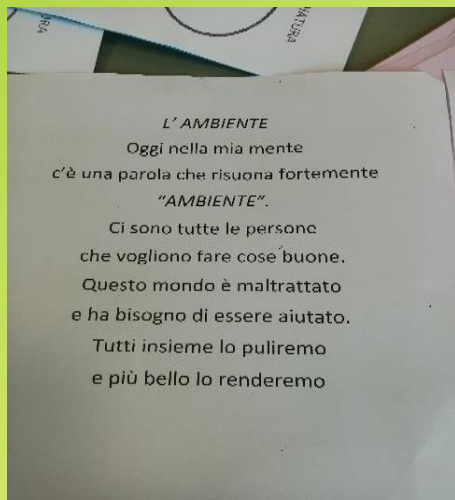 NATURA
L' AMBIENTE
Oggi nella mia mente
c'è una parola che risuona fortemente
"AMBIENTE".
Ci sono tutte le persone
che vogliono fare cose buone.
Questo mondo è maltrattato
e ha bisogno di essere aiutato.
Tutti insieme lo puliremo
e più bello lo renderemo